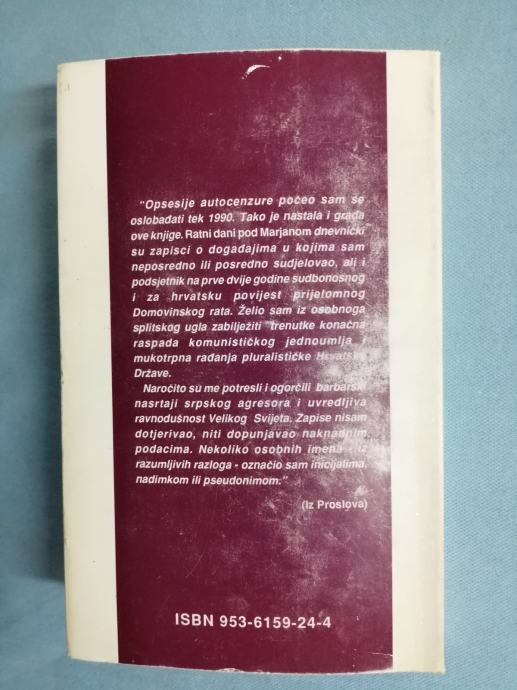 "Opsesije autocenzure počeo sam se
oslobađati tek 1990. Tako je nastala i građa
ove knjige. Ratni dani pod Marjanom dnevnički
su zapisci o događajima u kojima sam
neposredno ili posredno sudjelovao, ali i
podsjetnik na prve dvije godine sudbonosnog
i za hrvatsku povijest prijelomnog
Domovinskog rata. Želio sam iz osobnoga
splitskog ugla zabilježiti trenutke konačna
raspada komunističkog jednoumlja i
mukotrpna rađanja pluralističke Hrvatske
Države.
Naročito su me potresli i ogorčili barbarski
nasrtaji srpskog agresora i uvredljiva
ravnodušnost Velikog Svijeta. Zapise nisam
dotjerivao, niti dopunjavao naknadnim
podacima. Nekoliko osobnih imena - iz
razumljivih razloga - označio sam inicijalima,
nadimkom ili pseudonimom."
(Iz Proslova)
ISBN 953-6159-24-4